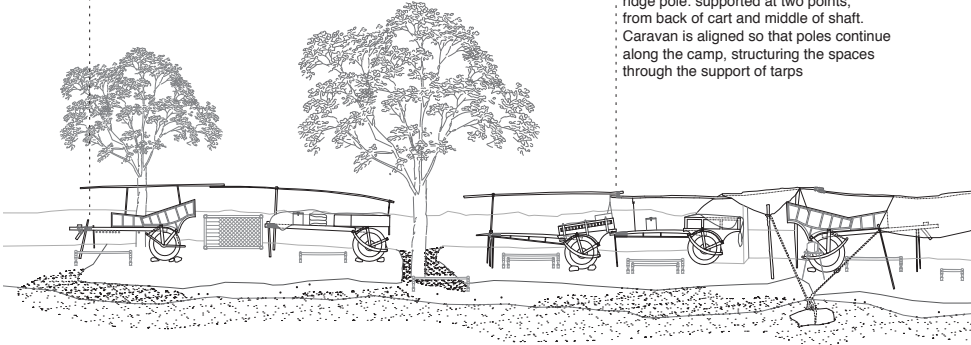 ridge pole: supported at two points,
from back of cart and middle of shaft.
Caravan is aligned so that poles continue
along the camp, structuring the spaces
through the support of tarps